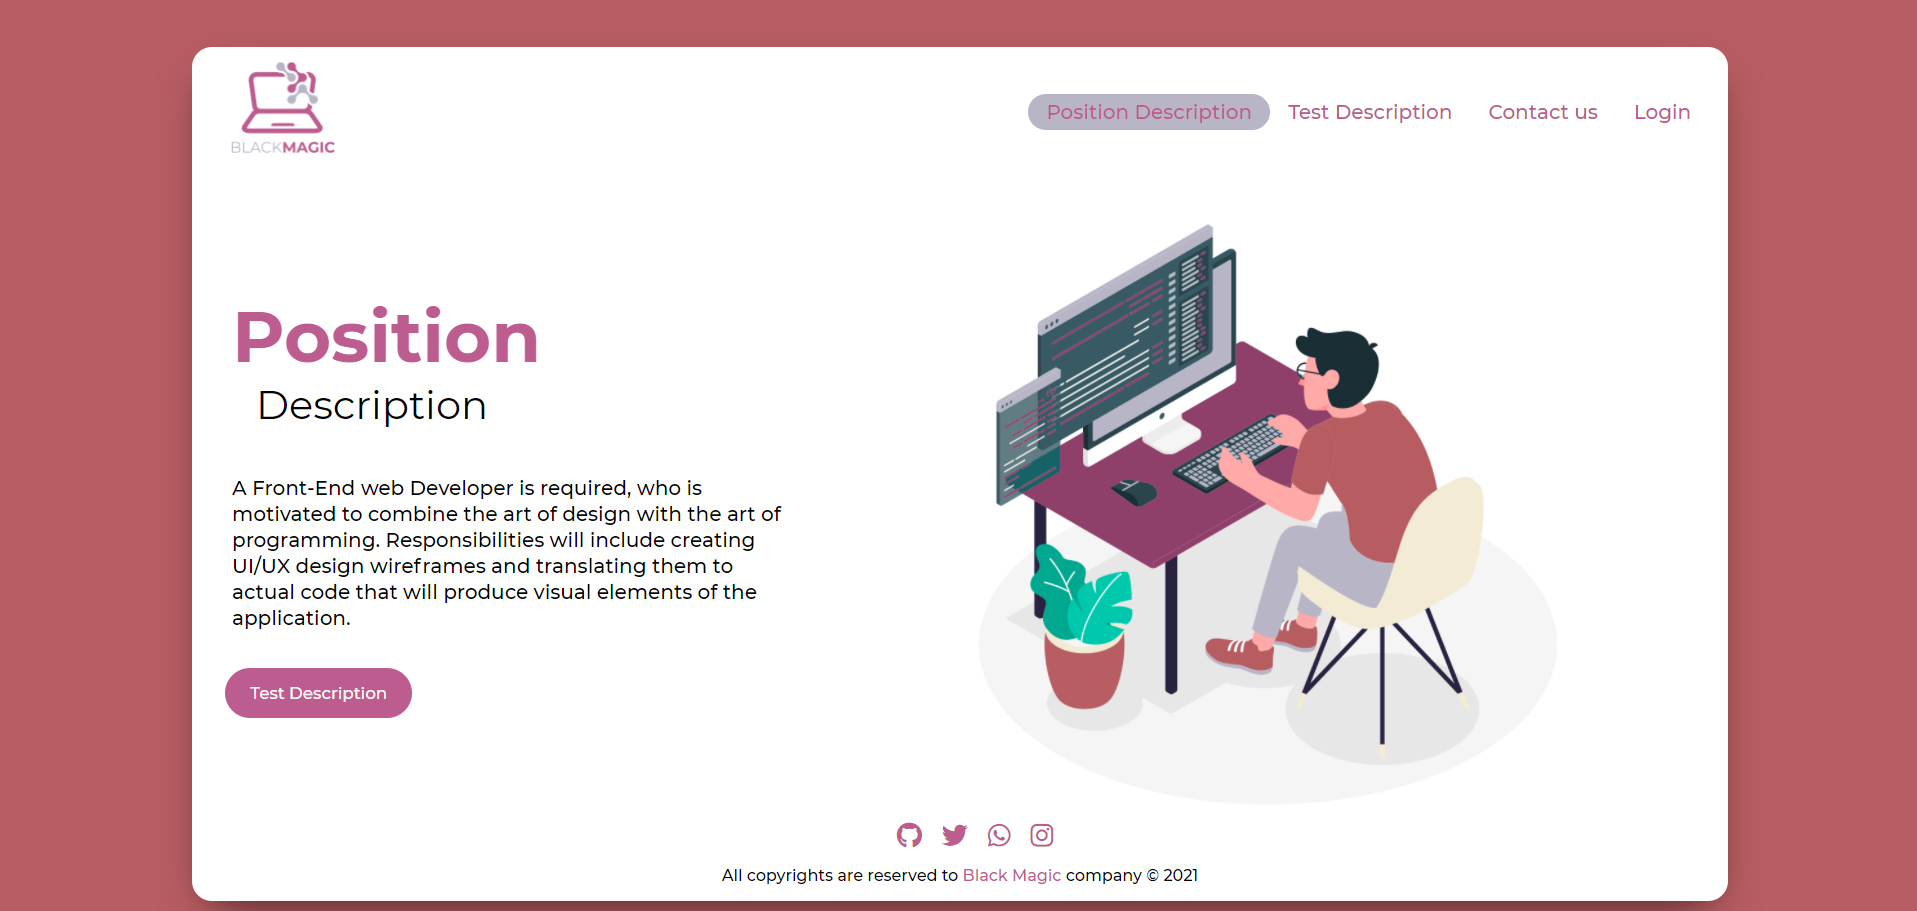 BLACKMAGIC
Position Description
Test Description
Contact us
Login
Position
Description
A Front-End web Developer is required, who is
motivated to combine the art of design with the art of
programming. Responsibilities will include creating
UI/UX design wireframes and translating them to
actual code that will produce visual elements of the
application.
Test Description
All copyrights are reserved to Black Magic company © 2021